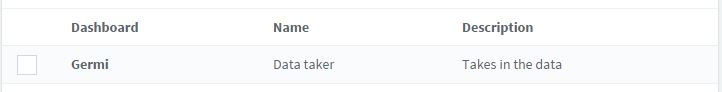 Dashboard Name Description
Germi Data taker Takes in the data